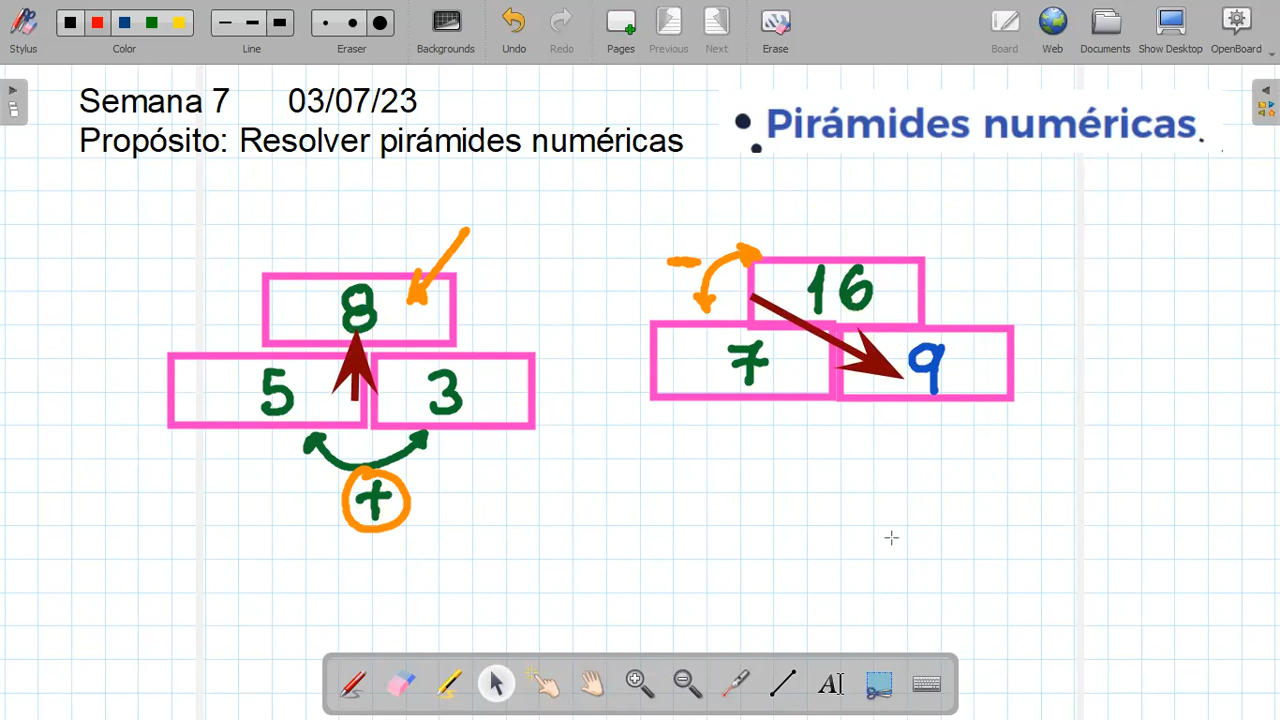 Stylus
Color
Line
Eraser
Backgrounds
Undo
Redo
Pages
Previous
Next
Erase
Board
Web
Documents
Show Desktop
OpenBoard
Semana 7 03/07/23
Propósito: Resolver pirámides numéricas
• Pirámides numéricas
8
5 3
+
−
16
7 9